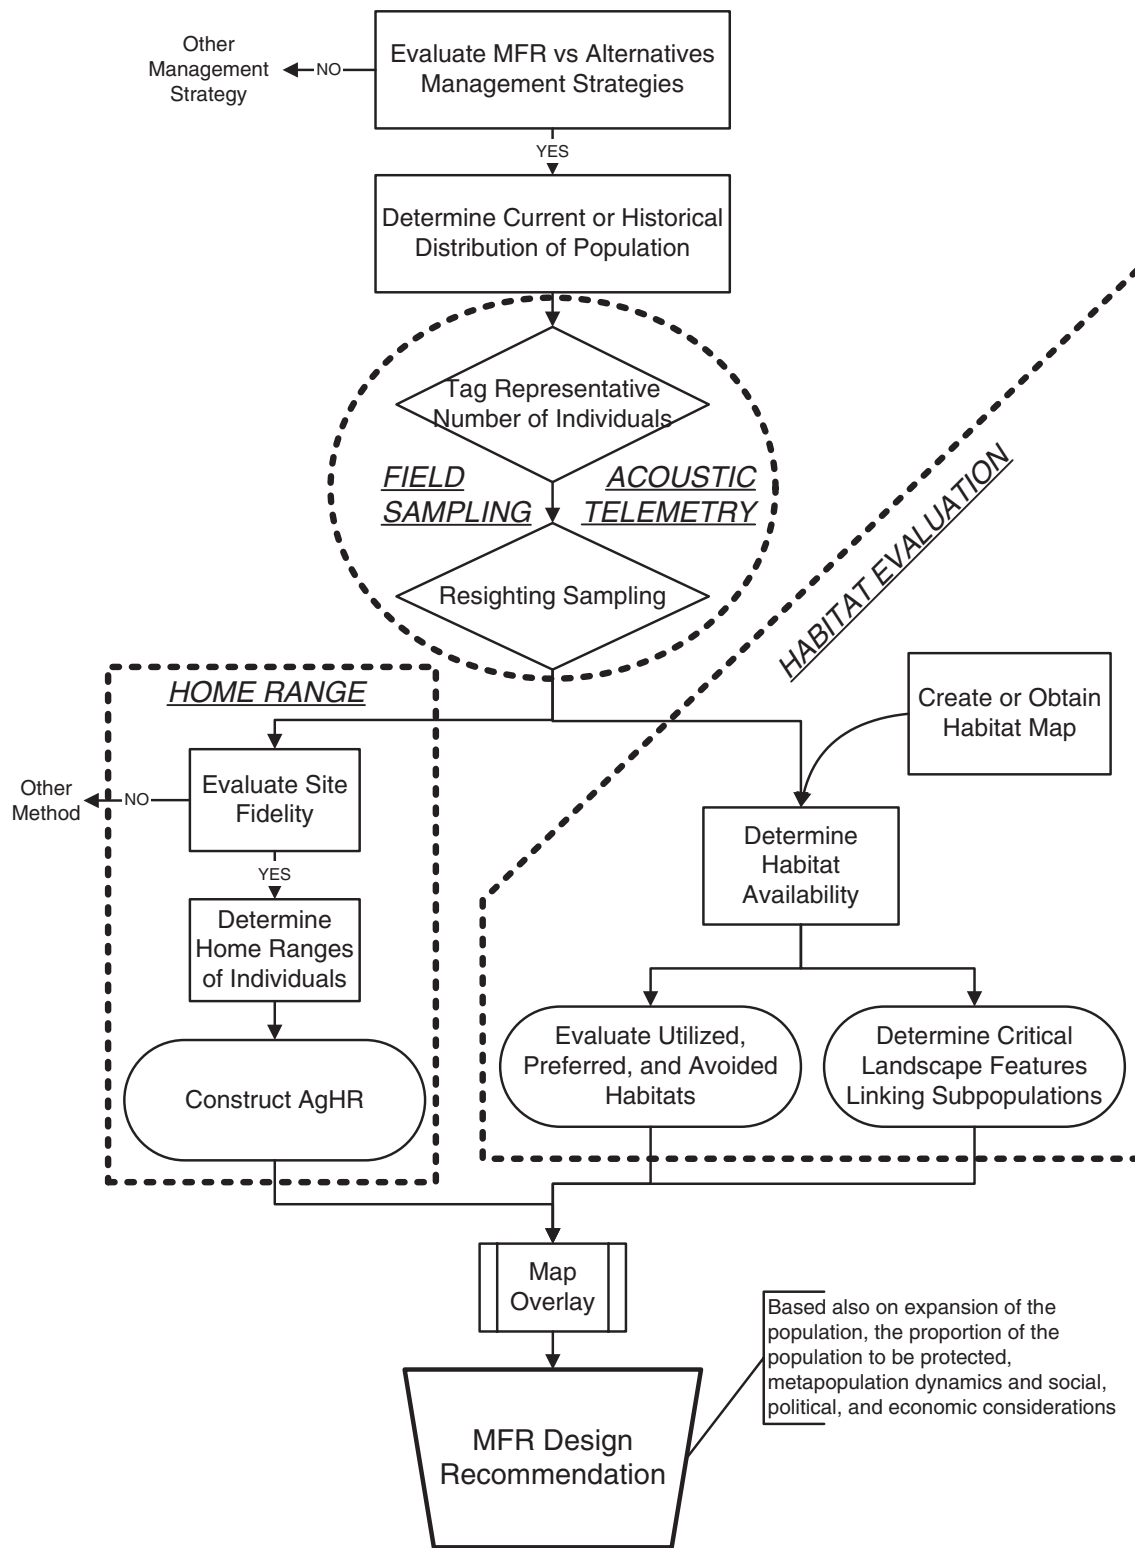 Other
Management
Strategy
NO
Evaluate MFR vs Alternatives
Management Strategies
YES
Determine Current or Historical
Distribution of Population
Tag Representative
Number of Individuals
FIELD
SAMPLING
ACOUSTIC
TELEMETRY
Resighting Sampling
HABITAT EVALUATION
HOME RANGE
Create or Obtain
Habitat Map
Evaluate Site
Fidelity
NO
Other
Method
YES
Determine
Habitat
Availability
Determine
Home Ranges
of Individuals
Construct AgHR
Evaluate Utilized,
Preferred, and Avoided
Habitats
Determine Critical
Landscape Features
Linking Subpopulations
Map
Overlay
Based also on expansion of the
population, the proportion of the
population to be protected,
metapopulation dynamics and social,
political, and economic considerations
MFR Design
Recommendation